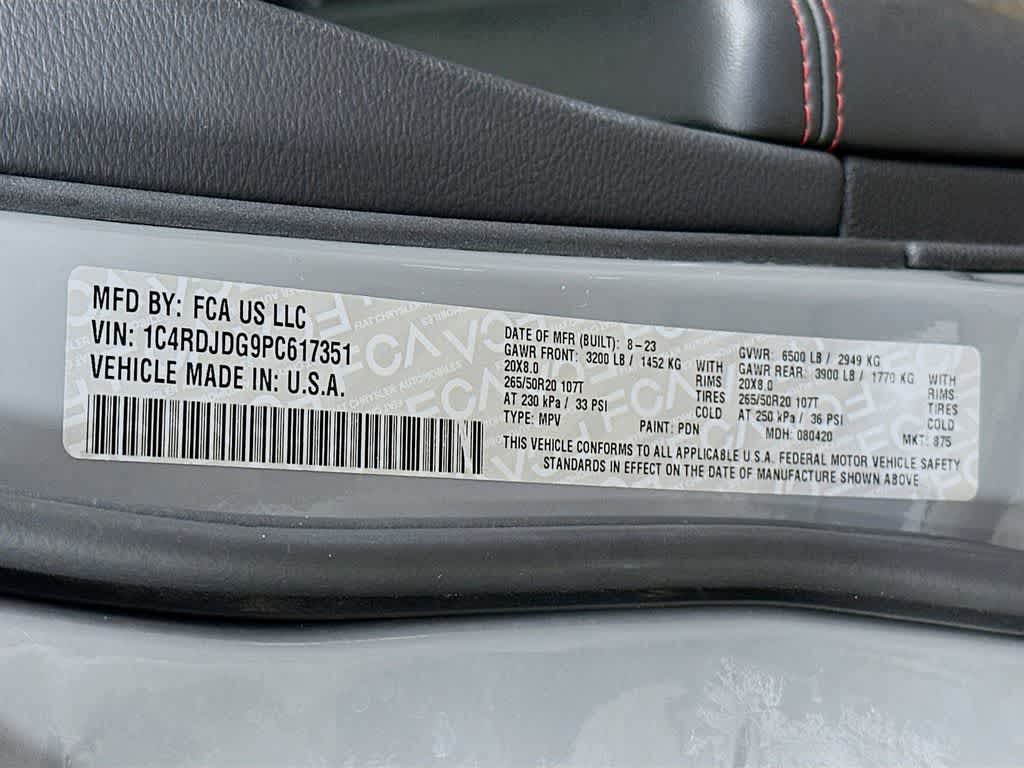 MFD BY: FCA US LLC
VIN: 1C4RDJDG9PC617351
VEHICLE MADE IN: U.S.A.
DATE OF MFR (BUILT): 8-23
GAWR FRONT: 3200 LB / 1452 KG WITH
20X8.0 RIMS
265/50R20 107T TIRES
AT 230 kPa / 33 PSI COLD
TYPE: MPV PAINT: PDN
GVWR: 6500 LB / 2949 KG
GAWR REAR: 3900 LB / 1770 KG WITH
20X8.0 RIMS
265/50R20 107T TIRES
AT 250 kPa / 36 PSI COLD
MDH: 080420 MKT: 875
THIS VEHICLE CONFORMS TO ALL APPLICABLE U.S.A. FEDERAL MOTOR VEHICLE SAFETY
STANDARDS IN EFFECT ON THE DATE OF MANUFACTURE SHOWN ABOVE
FCA
FIAT CHRYSLER AUTOMOBILES